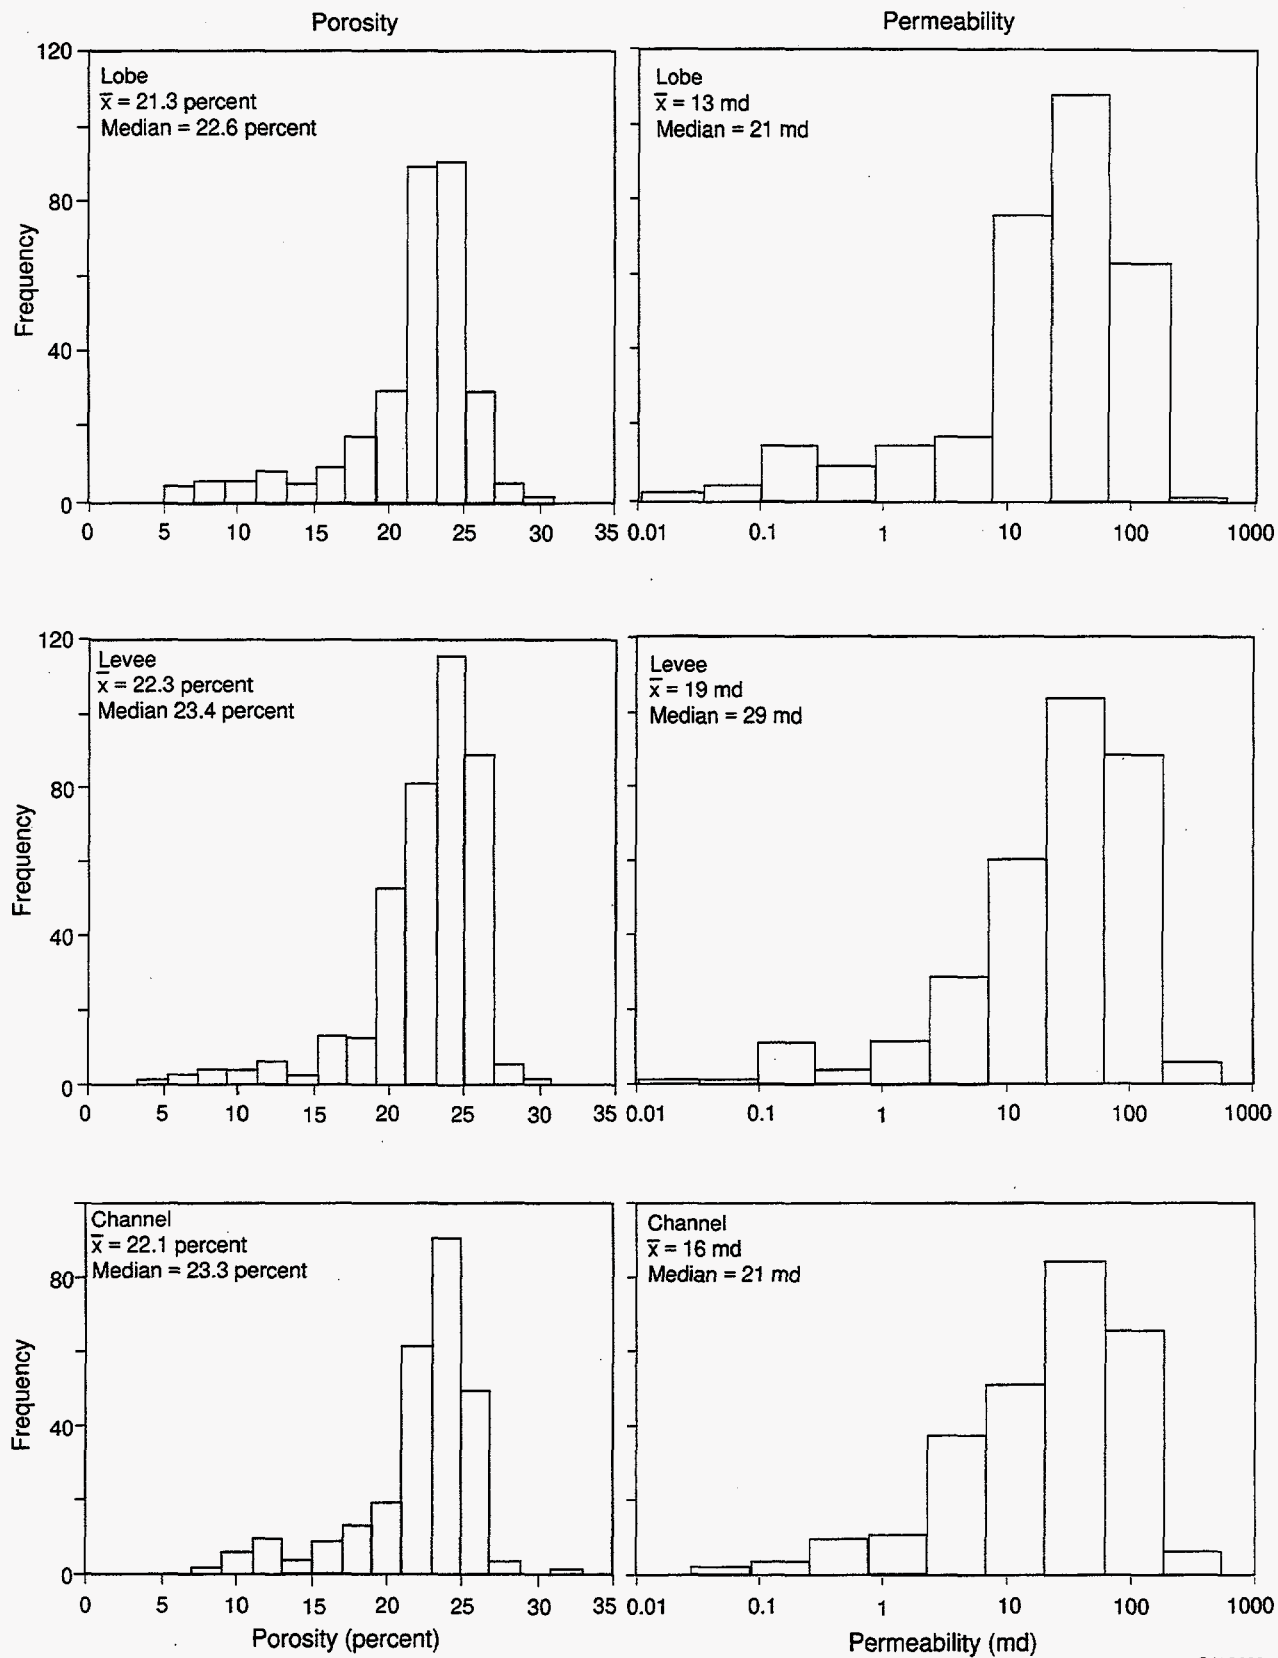 Porosity
Permeability
120
80
40
0
Frequency
Lobe
x̅ = 21.3 percent
Median = 22.6 percent
0 5 10 15 20 25 30 35
Lobe
x̅ = 13 md
Median = 21 md
0.01 0.1 1 10 100 1000
120
80
40
0
Frequency
Levee
x̅ = 22.3 percent
Median 23.4 percent
0 5 10 15 20 25 30 35
Levee
x̅ = 19 md
Median = 29 md
0.01 0.1 1 10 100 1000
80
40
0
Frequency
Channel
x̅ = 22.1 percent
Median = 23.3 percent
0 5 10 15 20 25 30 35
Porosity (percent)
Channel
x̅ = 16 md
Median = 21 md
0.01 0.1 1 10 100 1000
Permeability (md)